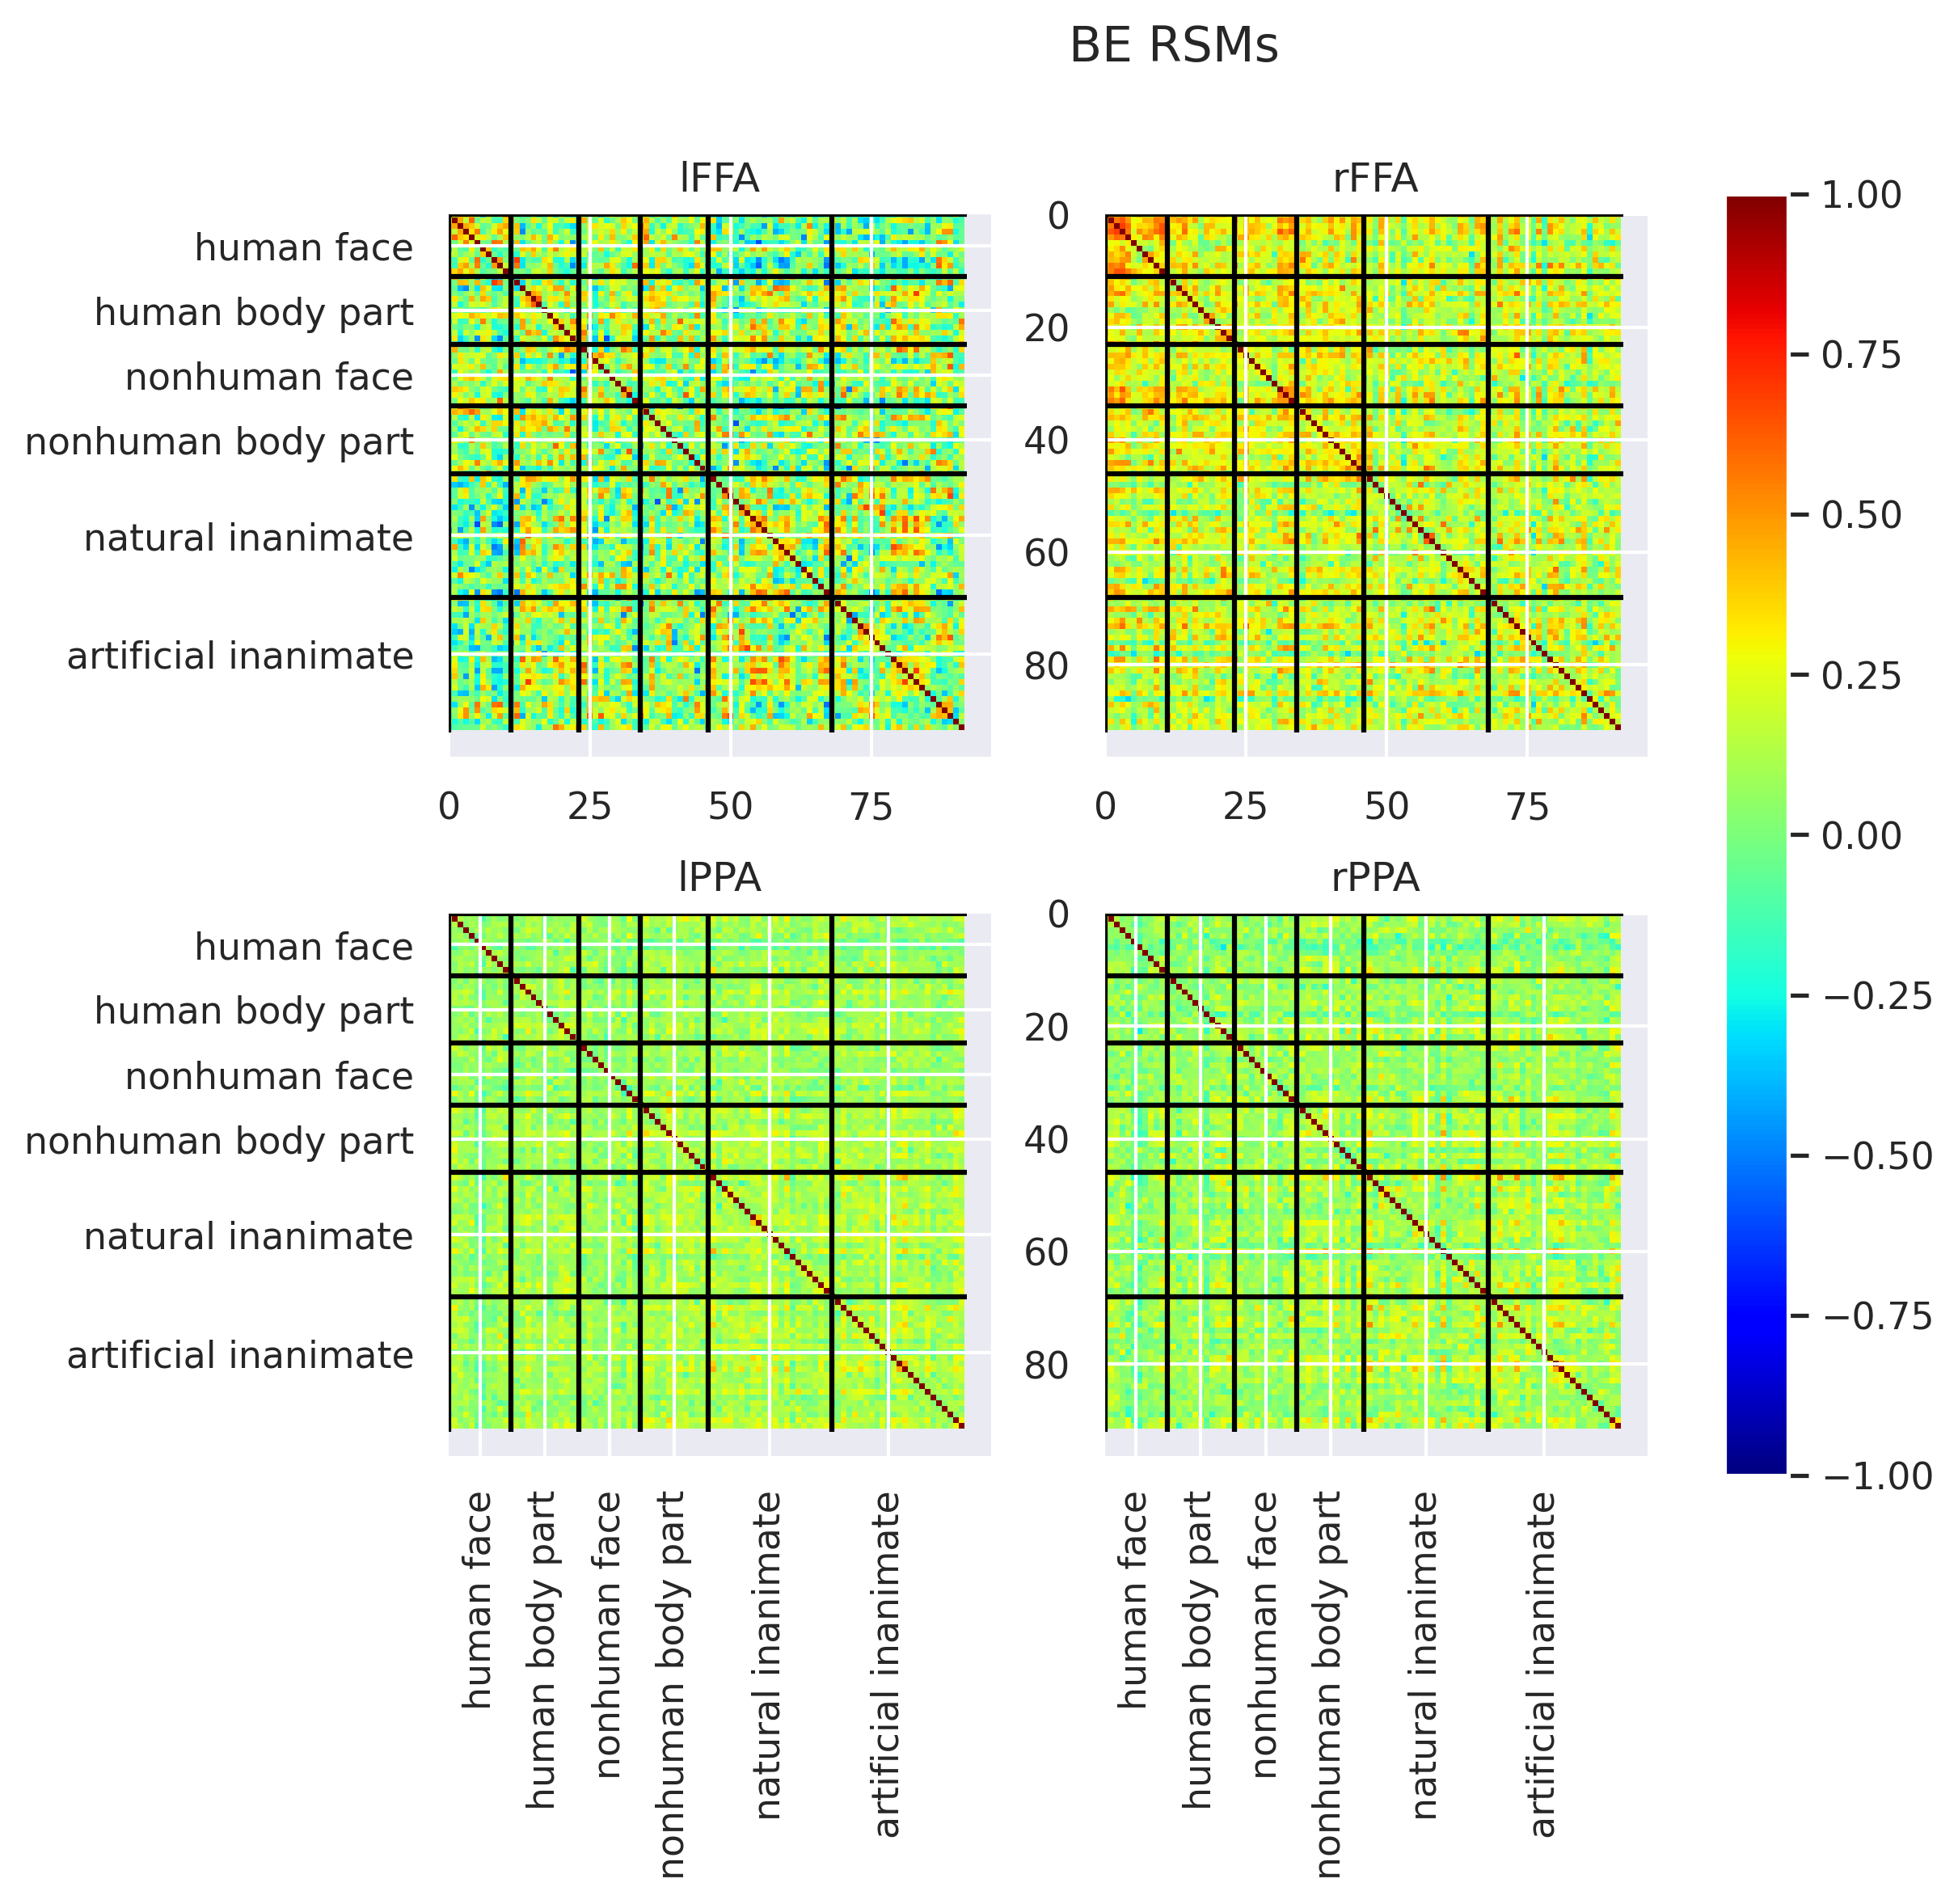 BE RSMs
lFFA
rFFA
human face
human body part
nonhuman face
nonhuman body part
natural inanimate
artificial inanimate
0
20
40
60
80
0
25
50
75
0
25
50
75
lPPA
rPPA
human face
human body part
nonhuman face
nonhuman body part
natural inanimate
artificial inanimate
0
20
40
60
80
human face
human body part
nonhuman face
nonhuman body part
natural inanimate
artificial inanimate
human face
human body part
nonhuman face
nonhuman body part
natural inanimate
artificial inanimate
1.00
0.75
0.50
0.25
0.00
−0.25
−0.50
−0.75
−1.00